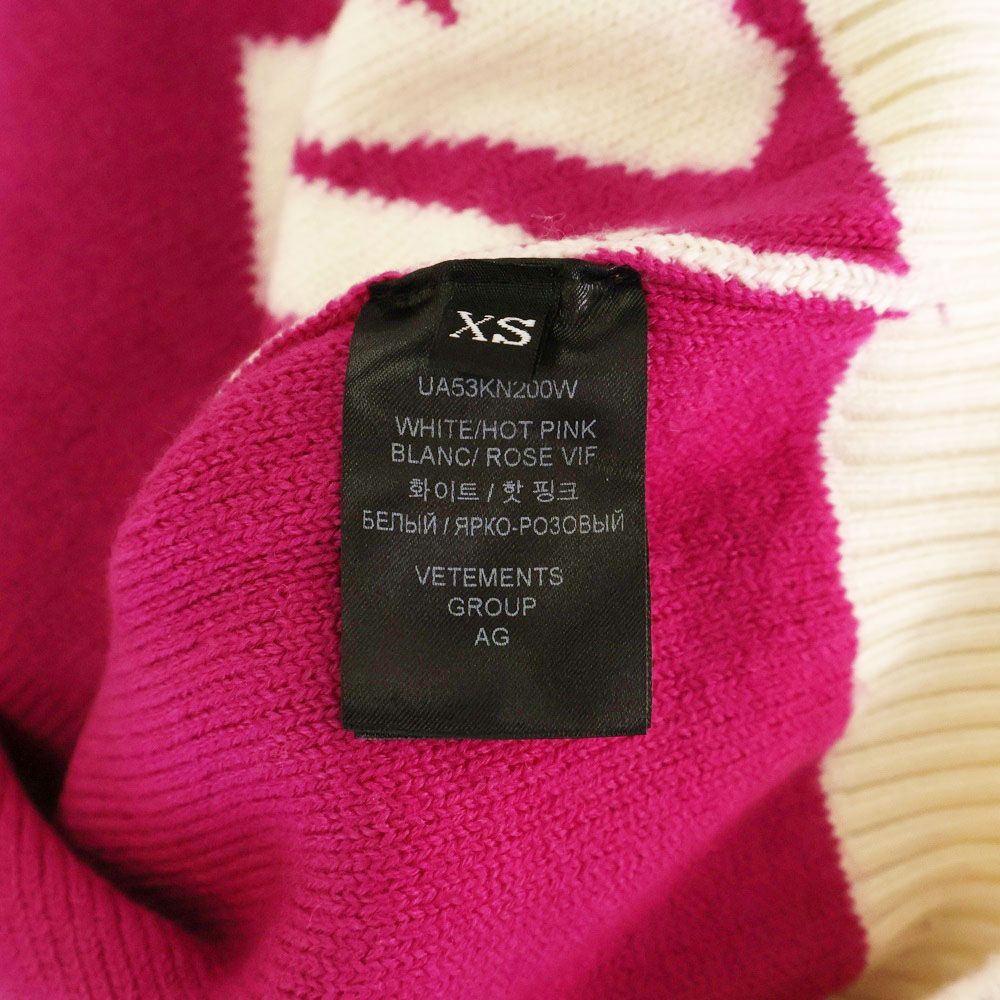 XS
UA53KN200W
WHITE/HOT PINK
BLANC/ ROSE VIF
화이트 / 핫 핑크
БЕЛЫЙ / ЯРКО-РОЗОВЫЙ
VETEMENTS
GROUP
AG